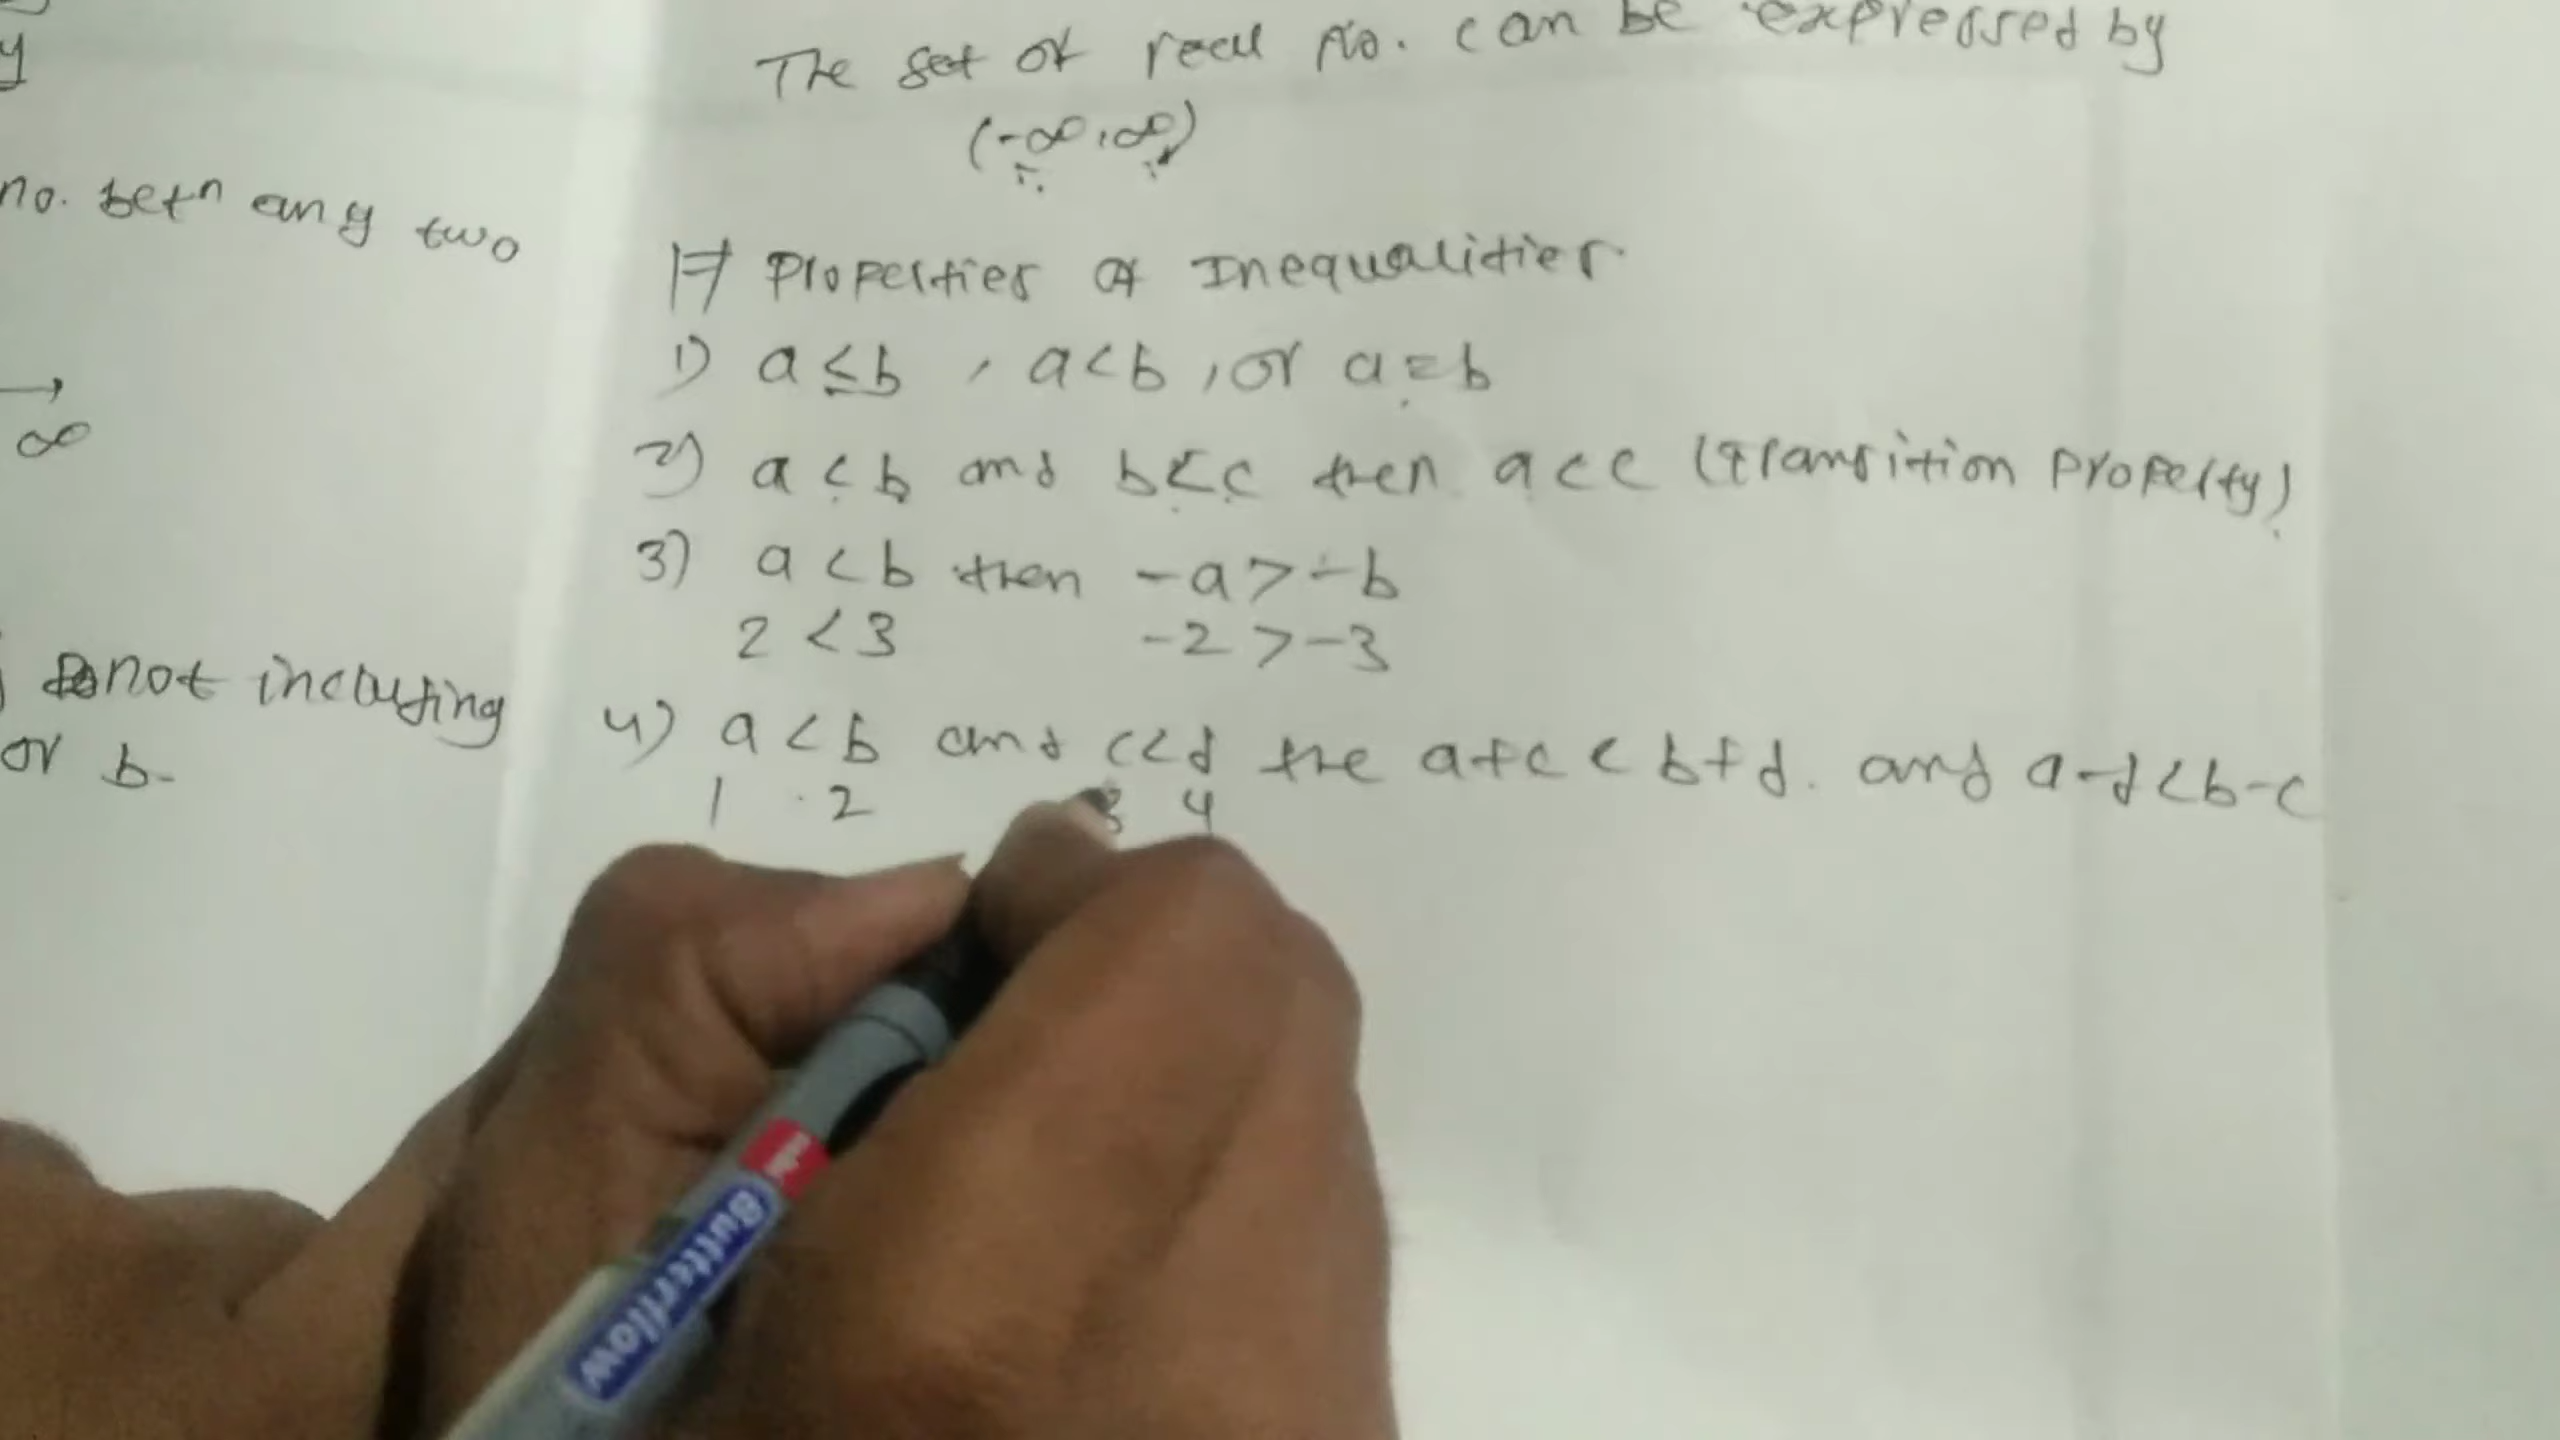 y
no. betn any two
→
∞
not including
or b.
The set of real no. can be expressed by
(-∞, ∞)
Properties of Inequalities.
1) a ≤ b , a < b , or a = b
2) a < b and b < c then a < c (transition property)
3) a < b then -a > -b
2 < 3 -2 > -3
4) a < b and c < d the a + c < b + d. and a - d < b - c
1 2 3 4
Butterflow